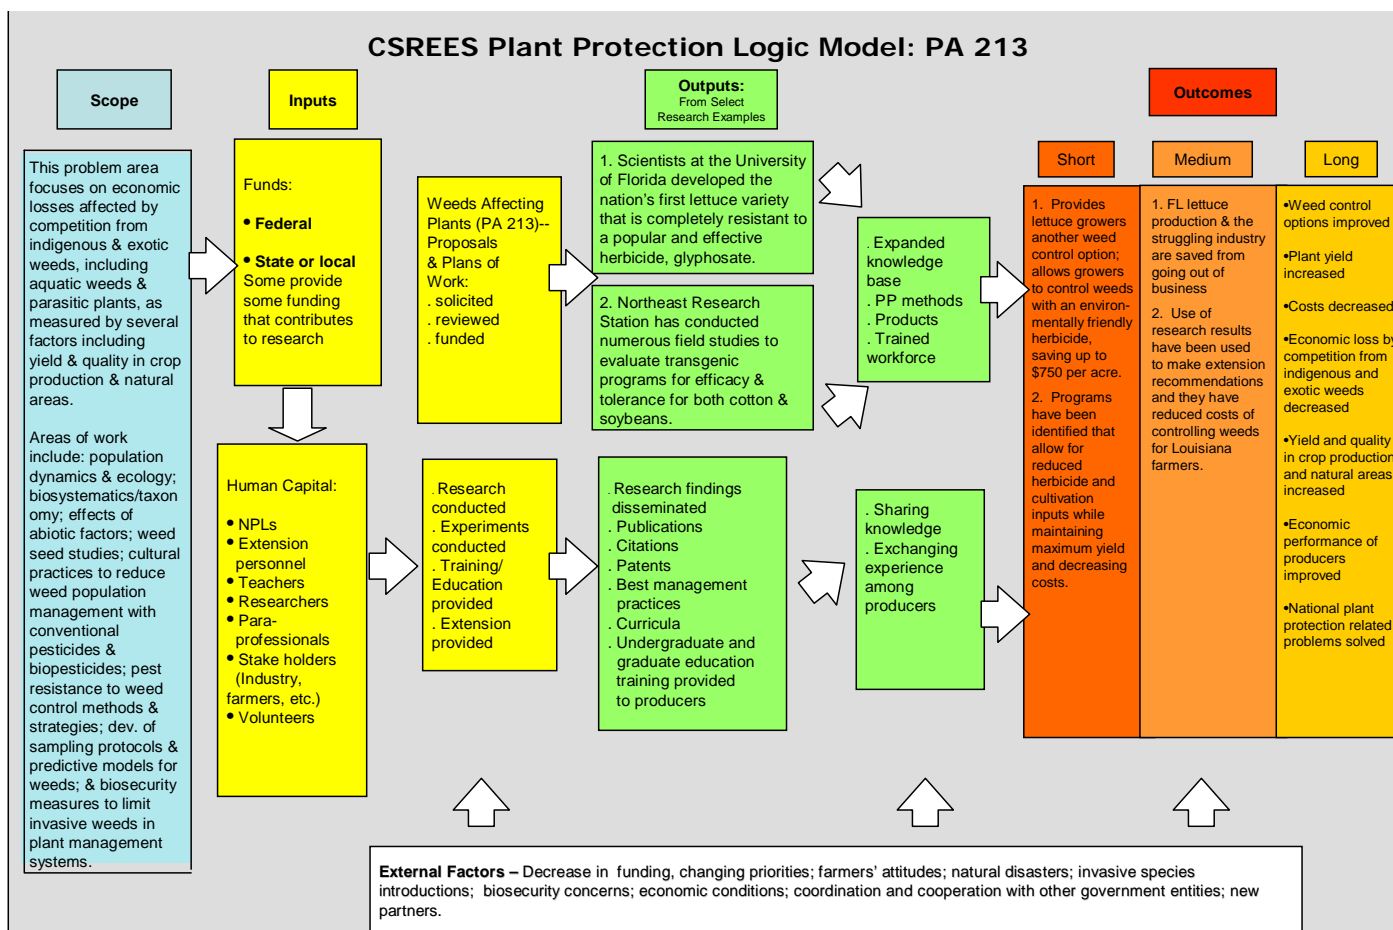 CSREES Plant Protection Logic Model: PA 213
Scope
Inputs
Outputs:
From Select
Research Examples
Outcomes
Short
Medium
Long
This problem area
focuses on economic
losses affected by
competition from
indigenous & exotic
weeds, including
aquatic weeds &
parasitic plants, as
measured by several
factors including
yield & quality in crop
production & natural
areas.
Areas of work
include: population
dynamics & ecology;
biosystematics/taxon
omy; effects of
abiotic factors; weed
seed studies; cultural
practices to reduce
weed population
management with
conventional
pesticides &
biopesticides; pest
resistance to weed
control methods &
strategies; dev. of
sampling protocols &
predictive models for
weeds; & biosecurity
measures to limit
invasive weeds in
plant management
systems.
Funds:
• Federal
• State or local
Some provide
some funding
that contributes
to research
Human Capital:
• NPLs
• Extension
personnel
• Teachers
• Researchers
• Para-
professionals
• Stake holders
(Industry,
farmers, etc.)
• Volunteers
Weeds Affecting
Plants (PA 213)--
Proposals
& Plans of
Work:
. solicited
. reviewed
. funded
. Research
conducted
. Experiments
conducted
. Training/
Education
provided
. Extension
provided
1. Scientists at the University
of Florida developed the
nation's first lettuce variety
that is completely resistant to
a popular and effective
herbicide, glyphosate.
2. Northeast Research
Station has conducted
numerous field studies to
evaluate transgenic
programs for efficacy &
tolerance for both cotton &
soybeans.
. Research findings
disseminated
. Publications
. Citations
. Patents
. Best management
practices
. Curricula
. Undergraduate and
graduate education
training provided
to producers
. Expanded
knowledge
base
. PP methods
. Products
. Trained
workforce
. Sharing
knowledge
. Exchanging
experience
among
producers
1. Provides
lettuce growers
another weed
control option;
allows growers
to control weeds
with an environ-
mentally friendly
herbicide,
saving up to
$750 per acre.
2. Programs
have been
identified that
allow for
reduced
herbicide and
cultivation
inputs while
maintaining
maximum yield
and decreasing
costs.
1. FL lettuce
production & the
struggling industry
are saved from
going out of
business
2. Use of
research results
have been used
to make extension
recommendations
and they have
reduced costs of
controlling weeds
for Louisiana
farmers.
•Weed control
options improved
•Plant yield
increased
•Costs decreased
•Economic loss by
competition from
indigenous and
exotic weeds
decreased
•Yield and quality
in crop production
and natural areas
increased
•Economic
performance of
producers
improved
•National plant
protection related
problems solved
External Factors – Decrease in funding, changing priorities; farmers' attitudes; natural disasters; invasive species
introductions; biosecurity concerns; economic conditions; coordination and cooperation with other government entities; new
partners.